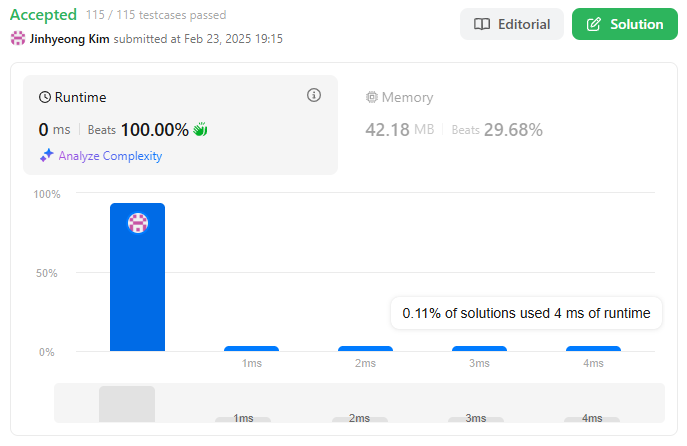 Accepted 115 / 115 testcases passed
Editorial
Solution
Jinhyeong Kim submitted at Feb 23, 2025 19:15
Runtime
0 ms Beats 100.00%
Analyze Complexity
Memory
42.18 MB Beats 29.68%
100%
50%
0%
0.11% of solutions used 4 ms of runtime
1ms 2ms 3ms 4ms
1ms 2ms 3ms 4ms